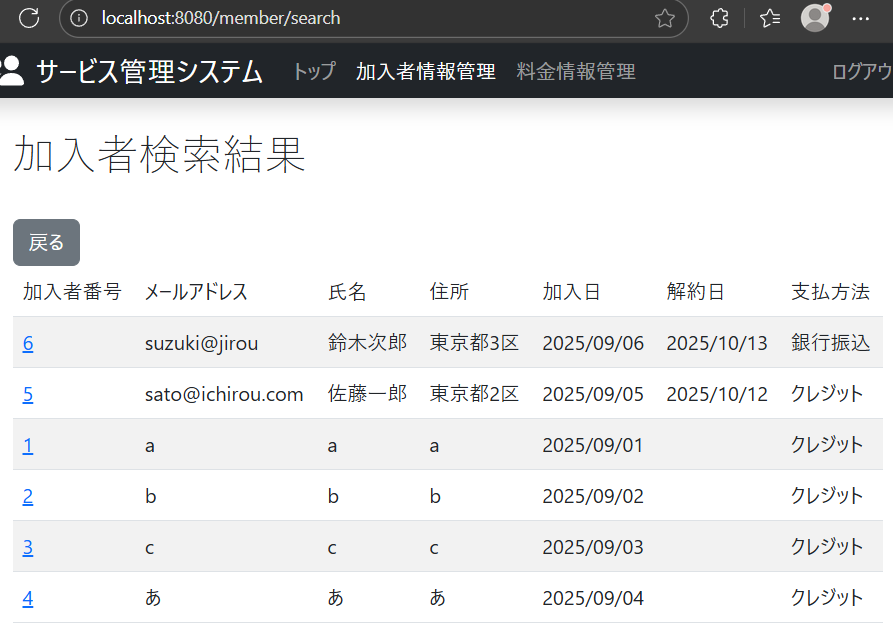 localhost:8080/member/search
サービス管理システム トップ 加入者情報管理 料金情報管理 ログアウ
加入者検索結果
戻る
加入者番号 メールアドレス 氏名 住所 加入日 解約日 支払方法
6 suzuki@jirou 鈴木次郎 東京都3区 2025/09/06 2025/10/13 銀行振込
5 sato@ichirou.com 佐藤一郎 東京都2区 2025/09/05 2025/10/12 クレジット
1 a a a 2025/09/01 クレジット
2 b b b 2025/09/02 クレジット
3 c c c 2025/09/03 クレジット
4 あ あ あ 2025/09/04 クレジット